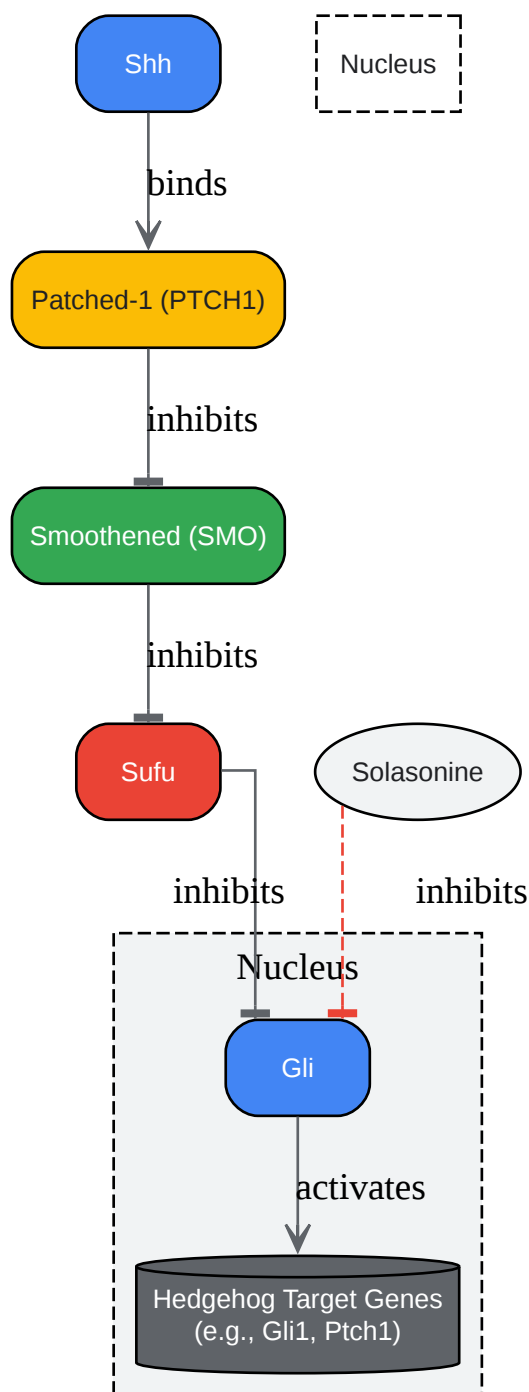 Shh
Nucleus
binds
Patched-1 (PTCH1)
inhibits
Smoothened (SMO)
inhibits
Sufu
Solasonine
inhibits
inhibits
Nucleus
Gli
activates
Hedgehog Target Genes
(e.g., Gli1, Ptch1)